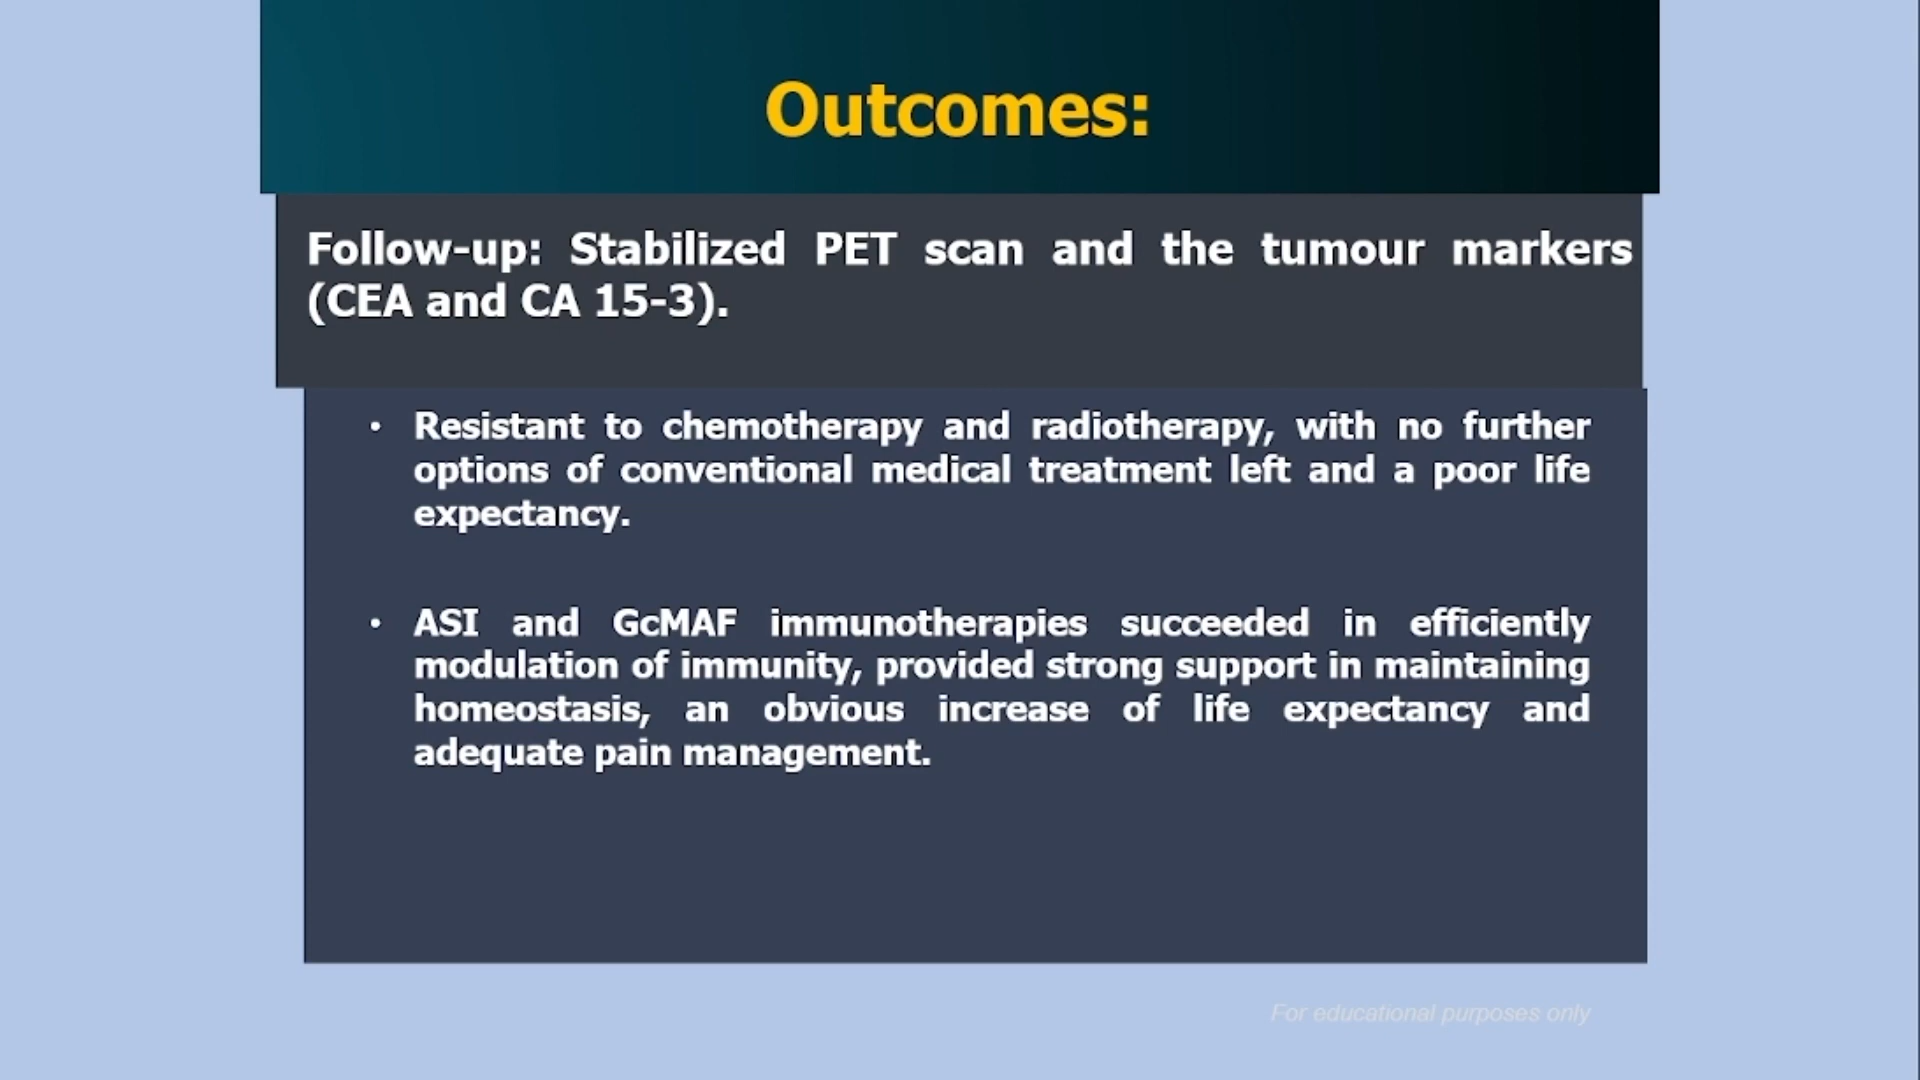 Outcomes:
Follow-up: Stabilized PET scan and the tumour markers
(CEA and CA 15-3).
• Resistant to chemotherapy and radiotherapy, with no further
options of conventional medical treatment left and a poor life
expectancy.
• ASI and GcMAF immunotherapies succeeded in efficiently
modulation of immunity, provided strong support in maintaining
homeostasis, an obvious increase of life expectancy and
adequate pain management.
For educational purposes only